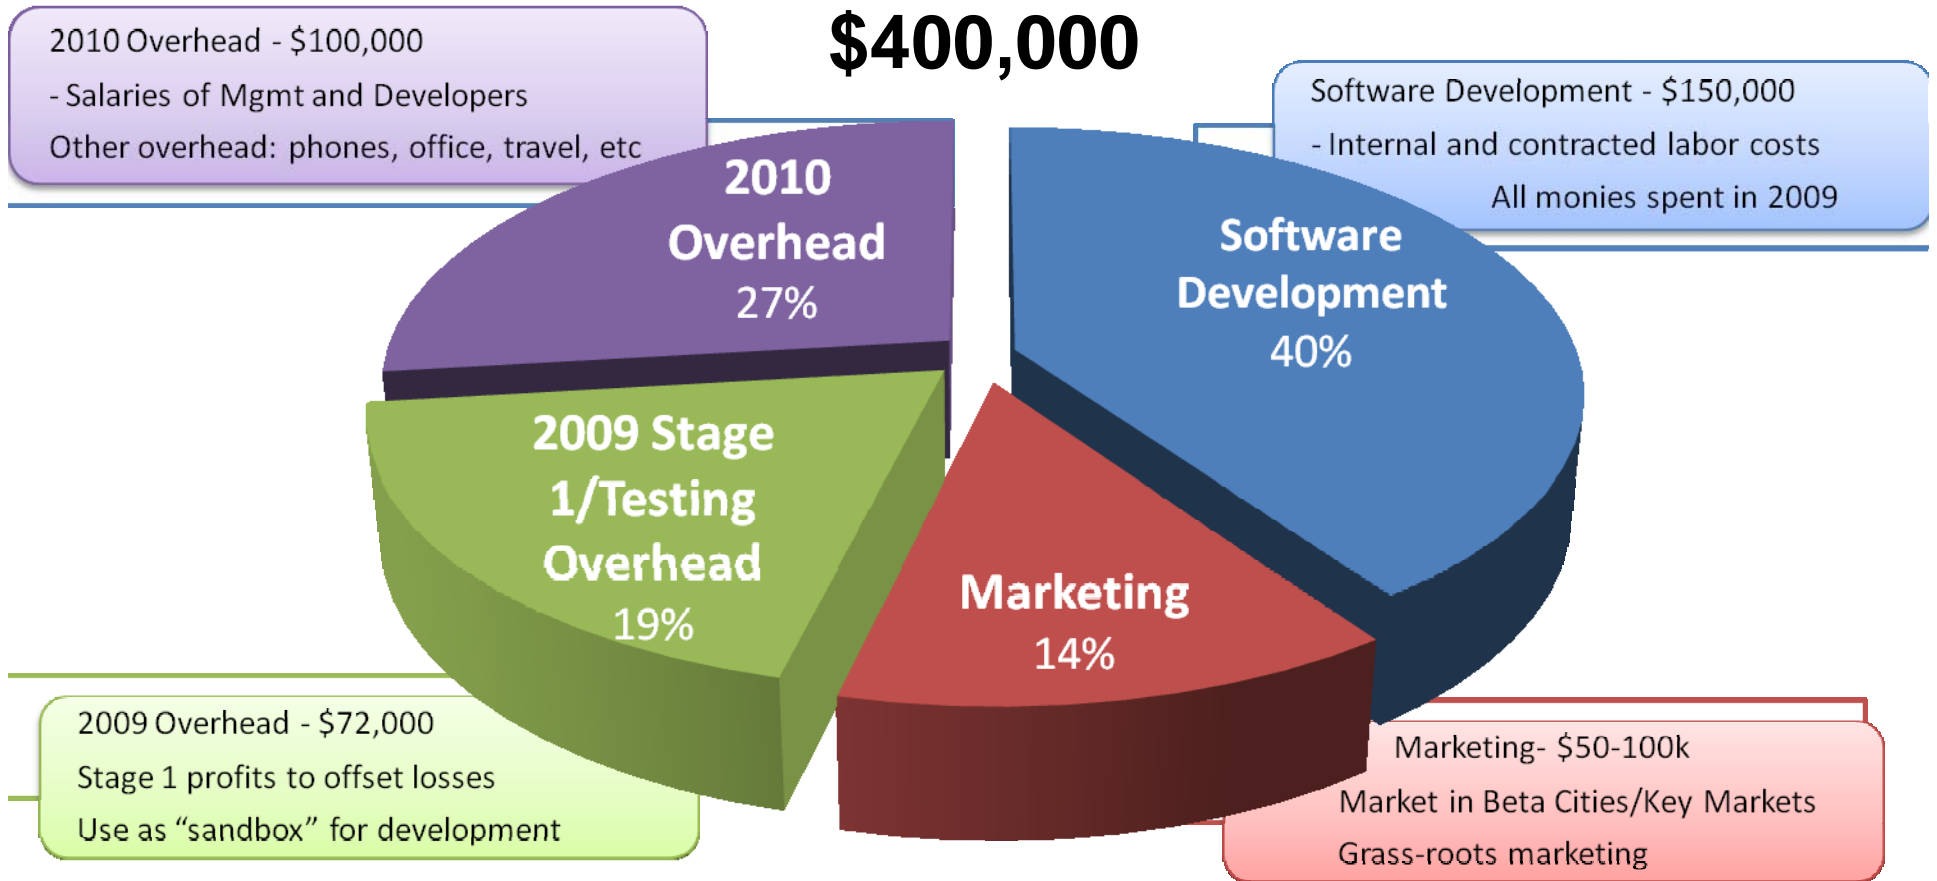 $400,000
2010 Overhead - $100,000
- Salaries of Mgmt and Developers
Other overhead: phones, office, travel, etc
Software Development - $150,000
- Internal and contracted labor costs
All monies spent in 2009
2010
Overhead
27%
Software
Development
40%
2009 Stage
1/Testing
Overhead
19%
Marketing
14%
2009 Overhead - $72,000
Stage 1 profits to offset losses
Use as “sandbox” for development
Marketing- $50-100k
Market in Beta Cities/Key Markets
Grass-roots marketing